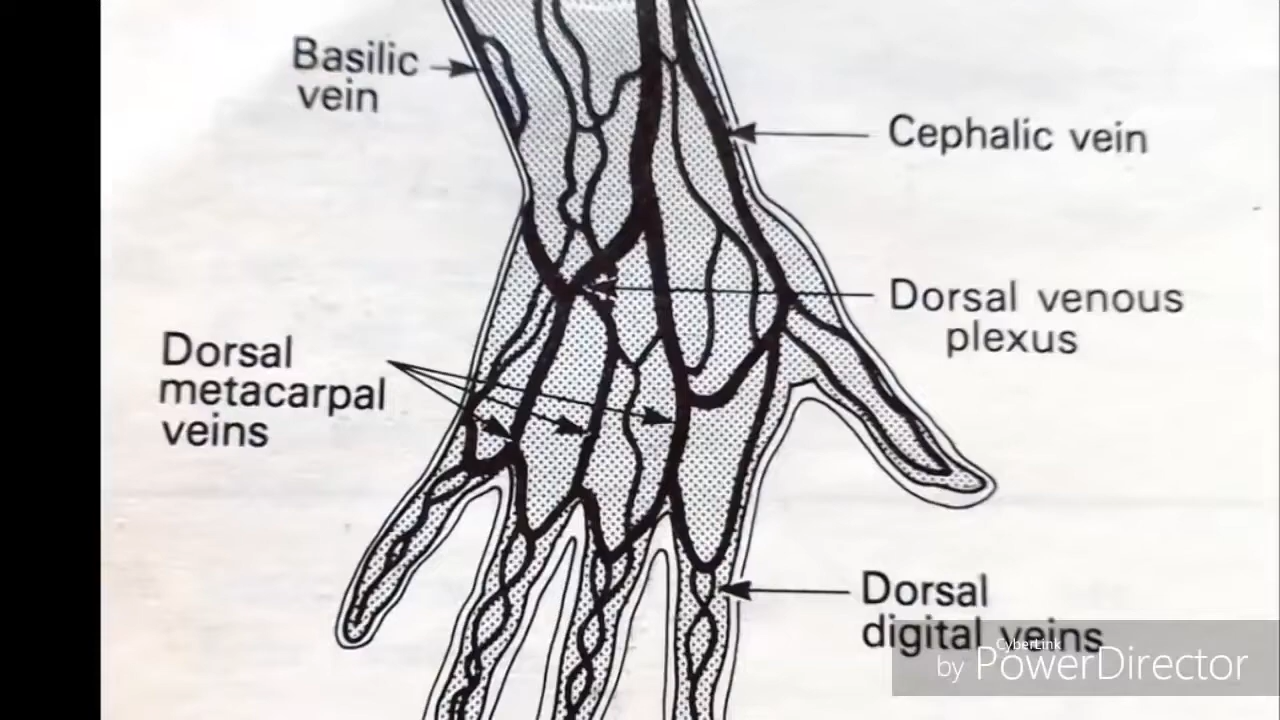 Basilic
vein
Cephalic vein
Dorsal venous
plexus
Dorsal
metacarpal
veins
Dorsal
digital veins
CyberLink
by PowerDirector